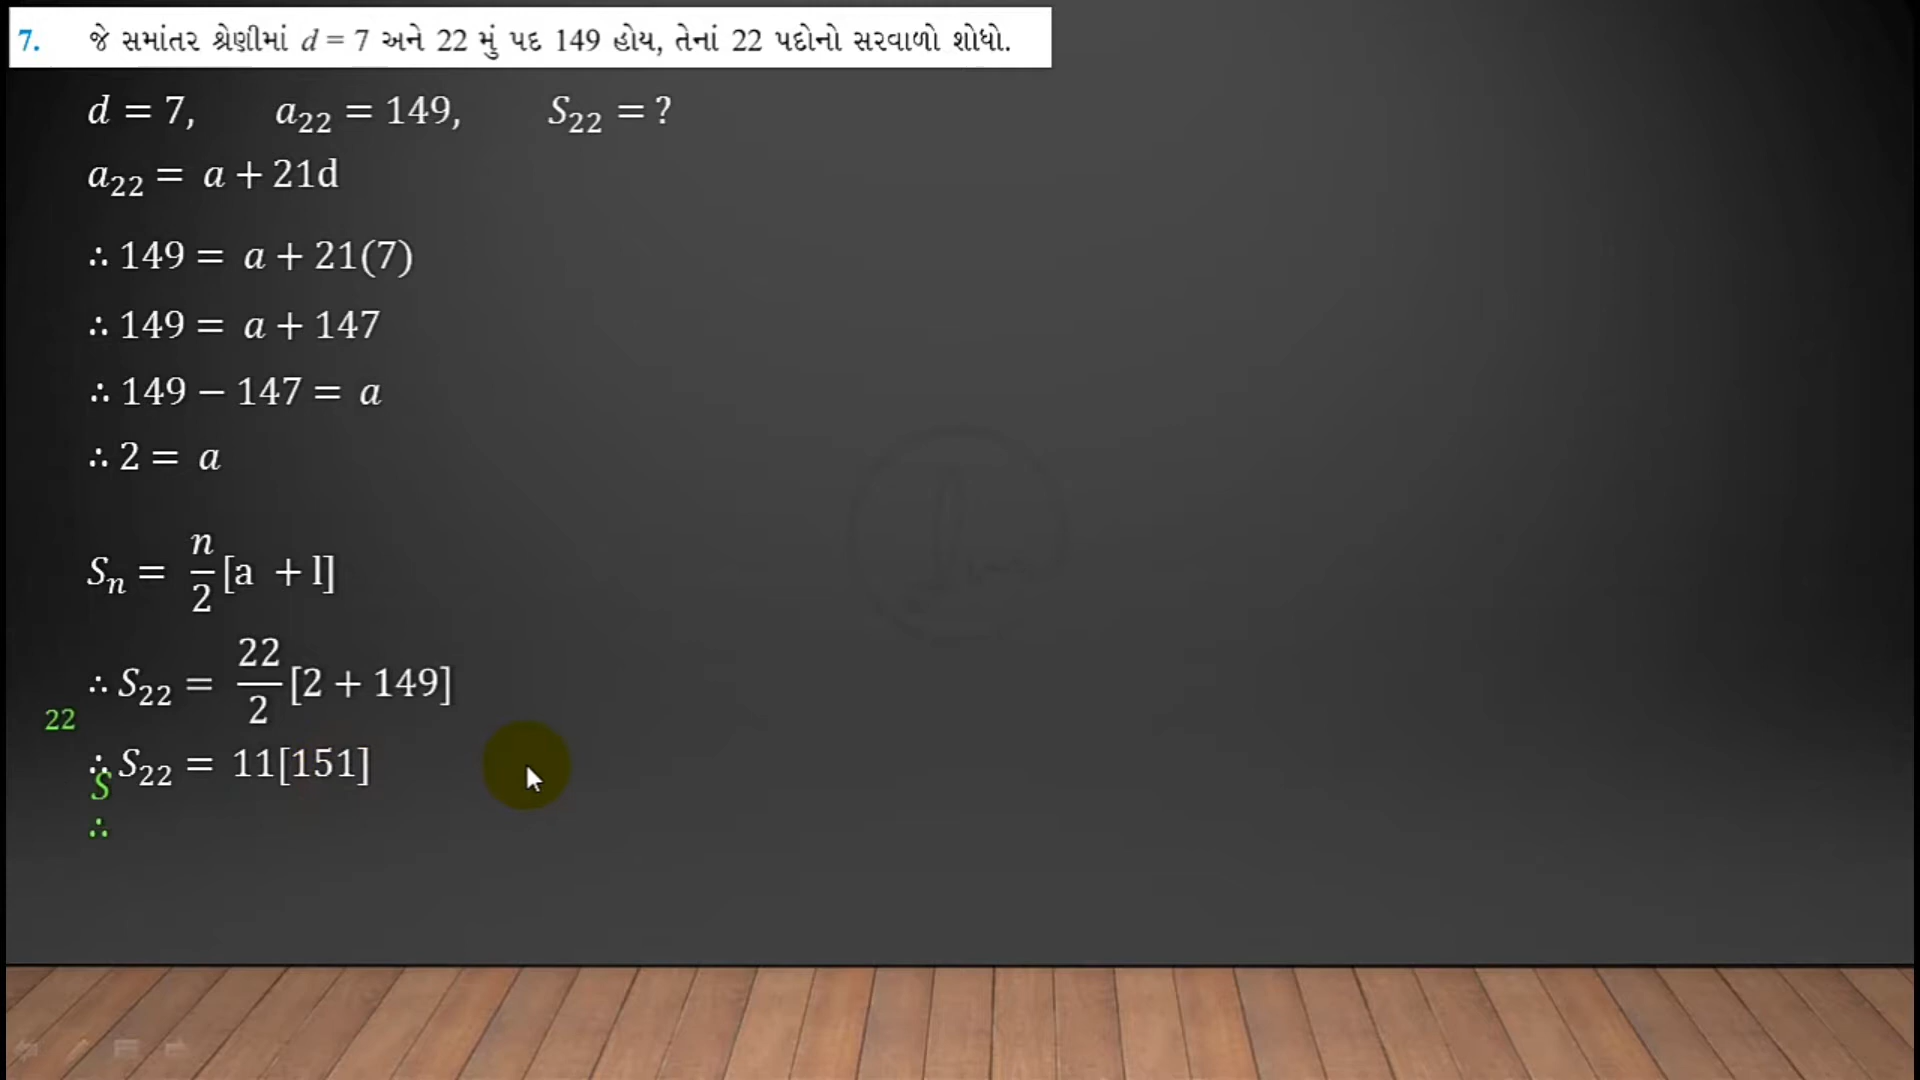 7. જે સમાંતર શ્રેણીમાં d = 7 અને 22 મું પદ 149 હોય, તેનાં 22 પદોનો સરવાળો શોધો.
d = 7, a₂₂ = 149, S₂₂ = ?
a₂₂ = a + 21d
∴ 149 = a + 21(7)
∴ 149 = a + 147
∴ 149 − 147 = a
∴ 2 = a
Sₙ = n/2 [a + l]
∴ S₂₂ = 22/2 [2 + 149]
22
∴ S₂₂ = 11[151]
S
∴